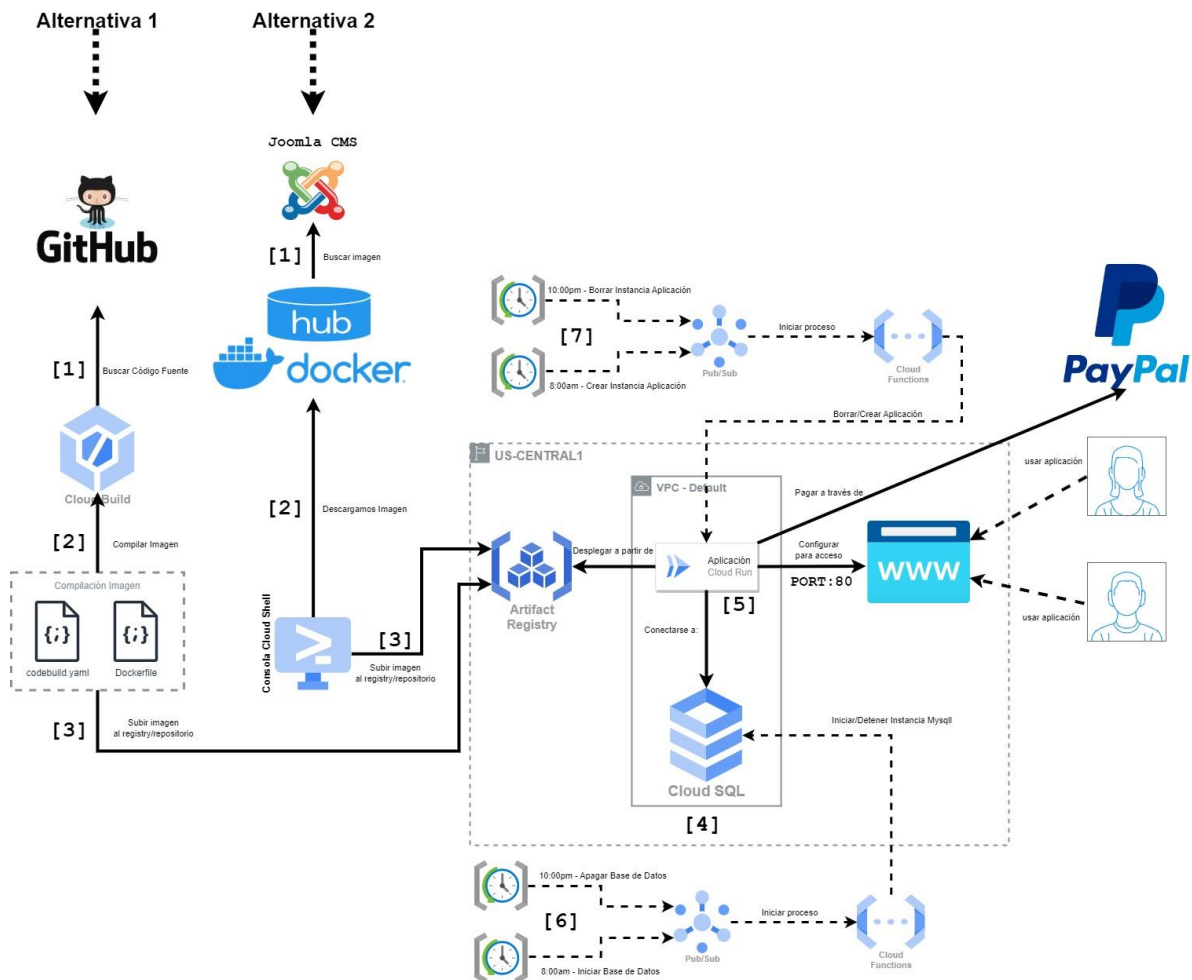 Alternativa 1
Alternativa 2
Joomla CMS
GitHub
[1]
Buscar imagen
hub
docker
[1]
Buscar Código Fuente
10:00pm - Borrar Instancia Aplicación
[7]
8:00am - Crear Instancia Aplicación
Pub/Sub
Iniciar proceso
Cloud
Functions
PayPal
Borrar/Crear Aplicación
Cloud Build
[2]
Compilar Imagen
[2]
Descargamos Imagen
US-CENTRAL1
VPC - Default
Pagar a través de
usar aplicación
Desplegar a partir de
Aplicación
Cloud Run
Configurar
para acceso
PORT:80
WWW
[5]
usar aplicación
Compilación Imagen
{;}
{;}
codebuild.yaml
Dockerfile
Consola Cloud Shell
[3]
Subir imagen
al registry/repositorio
Artifact
Registry
Conectarse a:
[3]
Subir imagen
al registry/repositorio
Iniciar/Detener Instancia Mysqll
Cloud SQL
[4]
10:00pm - Apagar Base de Datos
[6]
8:00am - Iniciar Base de Datos
Pub/Sub
Iniciar proceso
Cloud
Functions